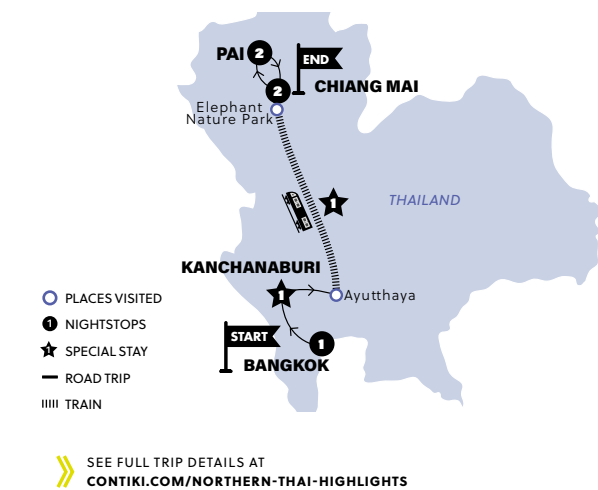 PAI
2
END
2
CHIANG MAI
Elephant
Nature Park
1
THAILAND
KANCHANABURI
1
Ayutthaya
START
1
BANGKOK
PLACES VISITED
1 NIGHTSTOPS
1 SPECIAL STAY
ROAD TRIP
TRAIN
SEE FULL TRIP DETAILS AT
CONTIKI.COM/NORTHERN-THAI-HIGHLIGHTS